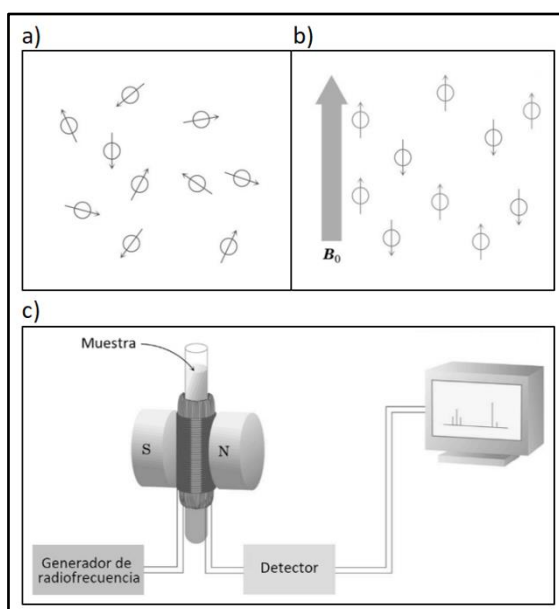 a)
b)
B₀
c)
Muestra
S
N
Generador de
radiofrecuencia
Detector